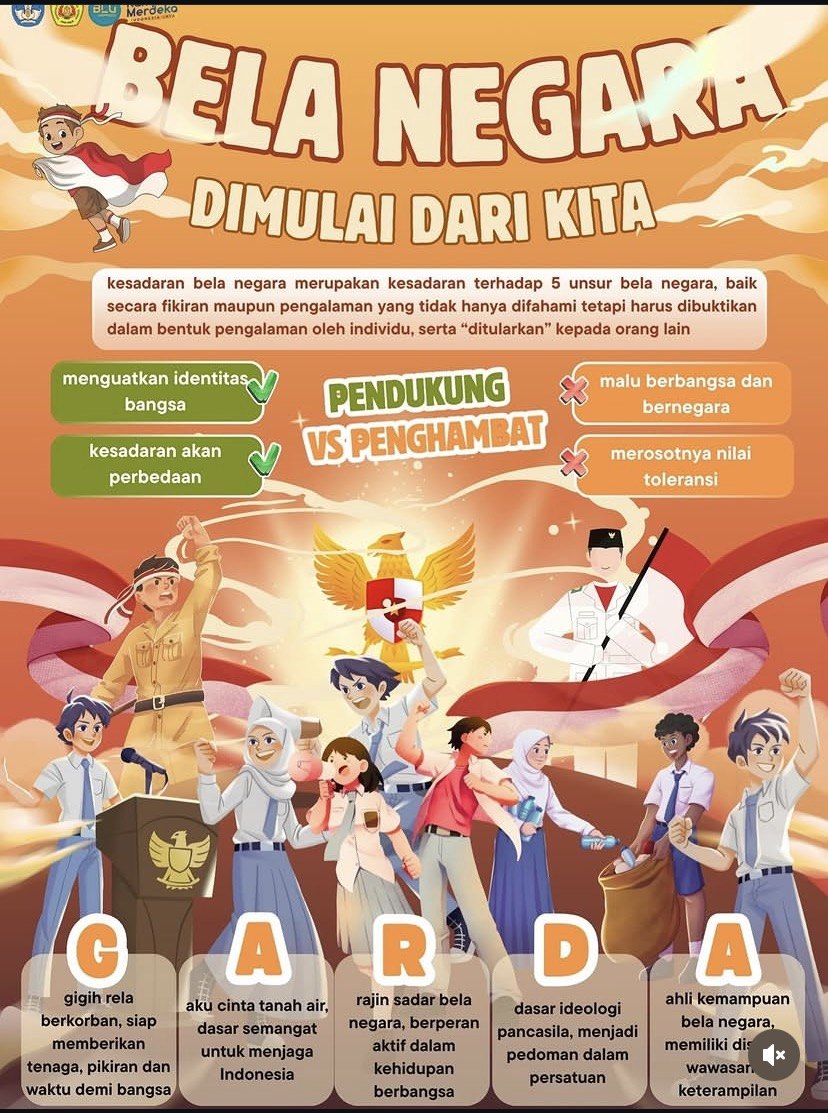 BLU
Merdeka
BELA NEGARA
DIMULAI DARI KITA
kesadaran bela negara merupakan kesadaran terhadap 5 unsur bela negara, baik
secara fikiran maupun pengalaman yang tidak hanya difahami tetapi harus dibuktikan
dalam bentuk pengalaman oleh individu, serta “ditularkan” kepada orang lain
menguatkan identitas
bangsa
kesadaran akan
perbedaan
PENDUKUNG
VS PENGHAMBAT
malu berbangsa dan
bernegara
merosotnya nilai
toleransi
G
gigih rela
berkorban, siap
memberikan
tenaga, pikiran dan
waktu demi bangsa
A
aku cinta tanah air,
dasar semangat
untuk menjaga
Indonesia
R
rajin sadar bela
negara, berperan
aktif dalam
kehidupan
berbangsa
D
dasar ideologi
pancasila, menjadi
pedoman dalam
persatuan
A
ahli kemampuan
bela negara,
memiliki
wawasan
keterampilan